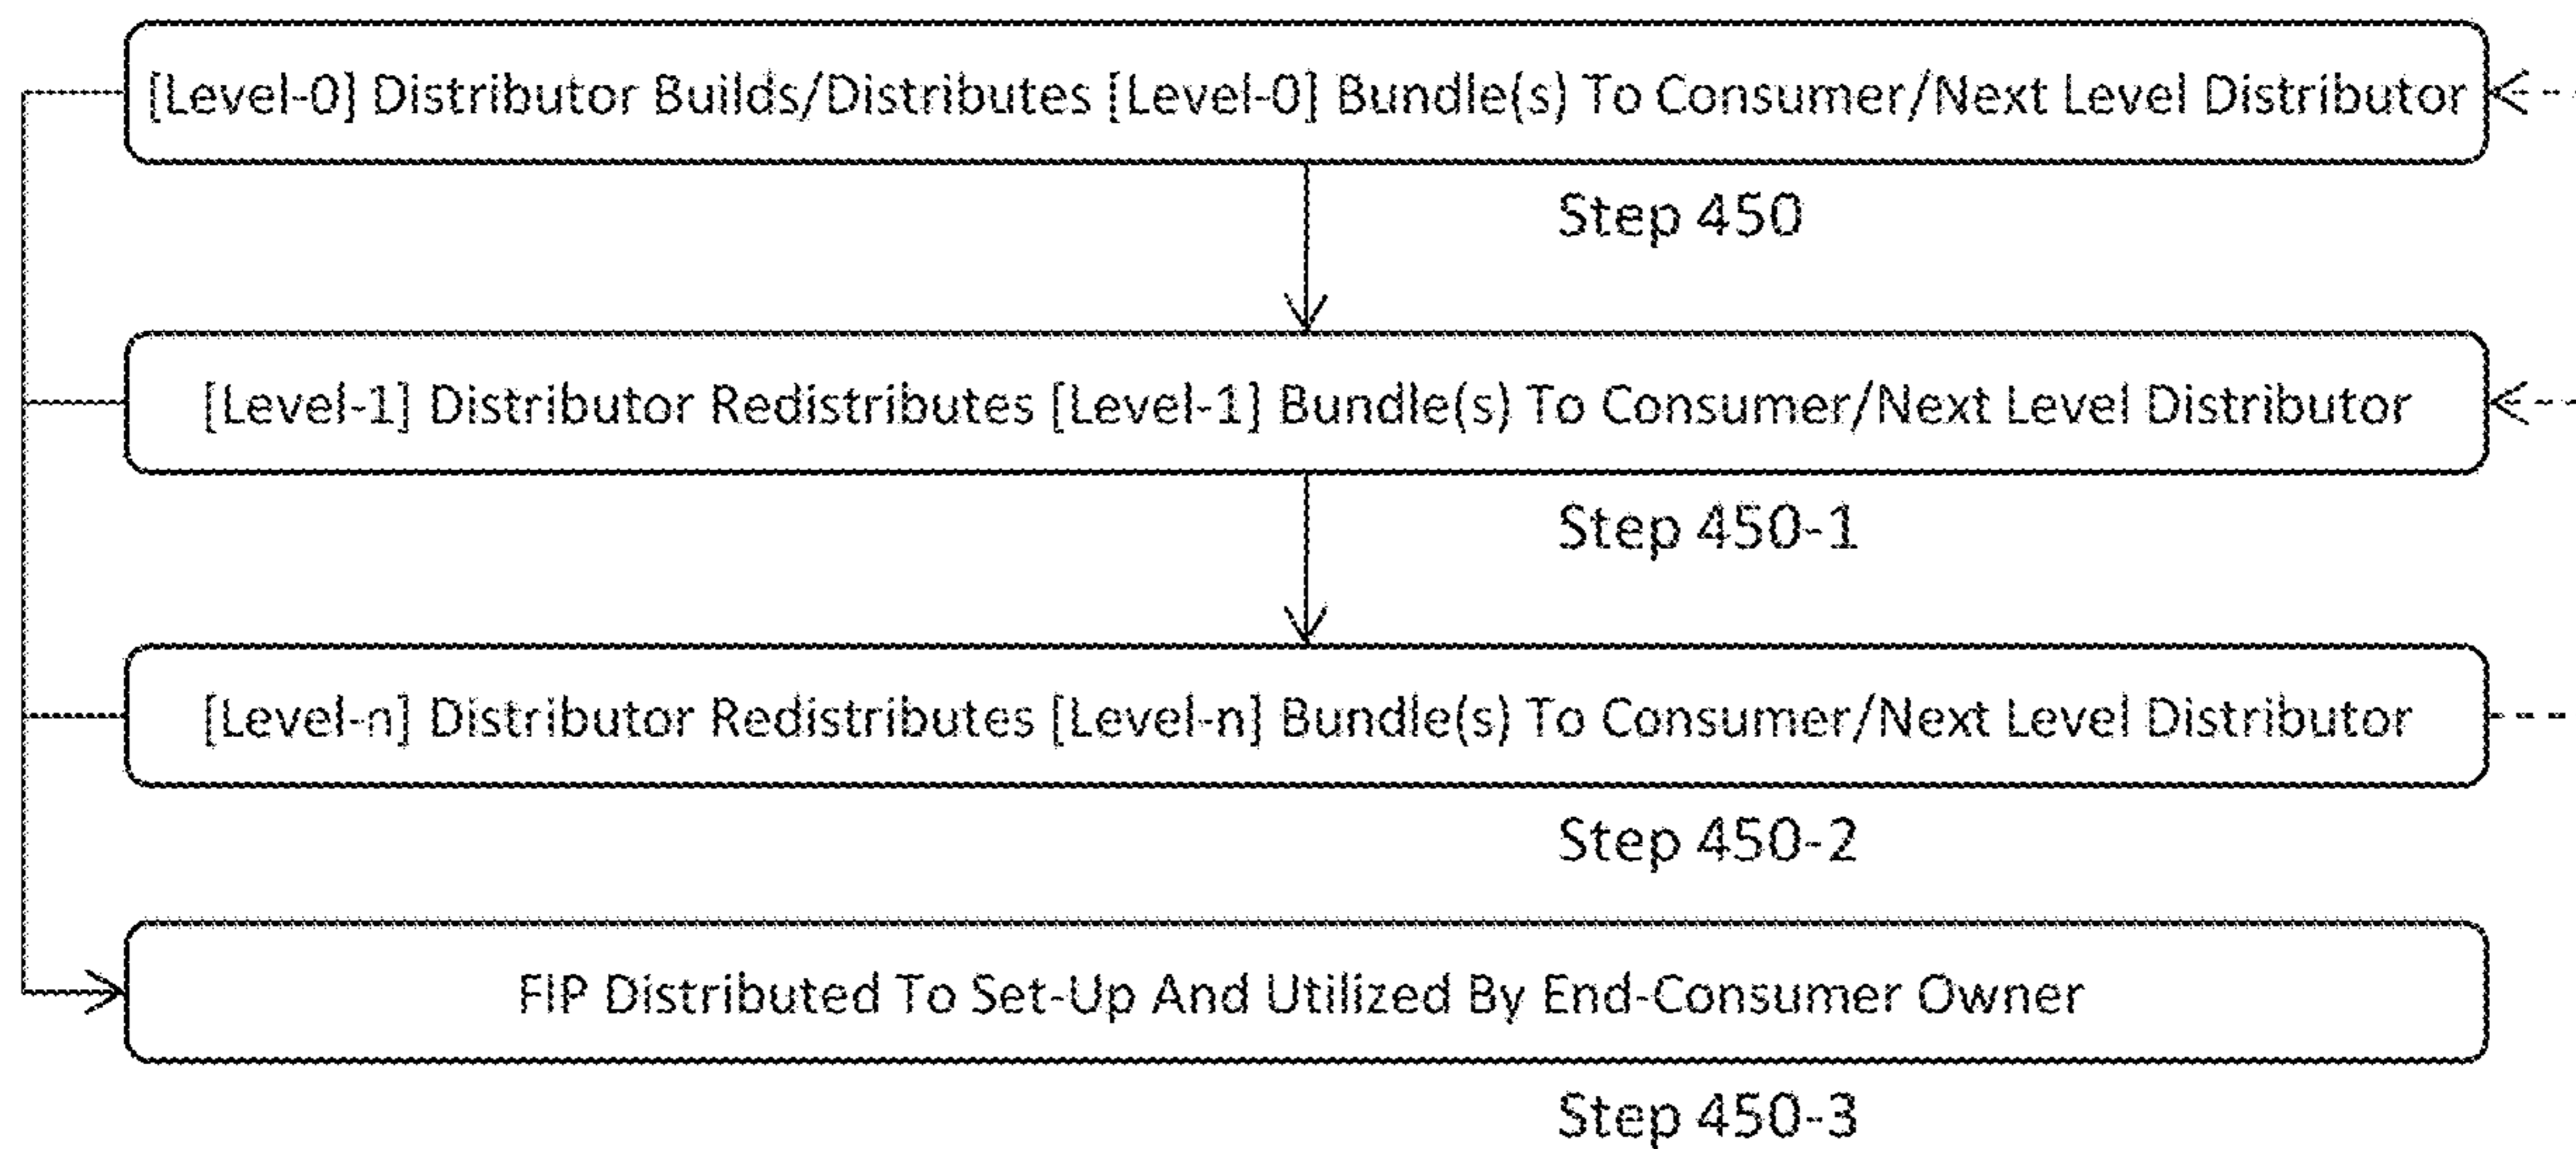 [Level-0] Distributor Builds/Distributes [Level-0] Bundle(s) To Consumer/Next Level Distributor
Step 450
[Level-1] Distributor Redistributes [Level-1] Bundle(s) To Consumer/Next Level Distributor
Step 450-1
[Level-n] Distributor Redistributes [Level-n] Bundle(s) To Consumer/Next Level Distributor
Step 450-2
FIP Distributed To Set-Up And Utilized By End-Consumer Owner
Step 450-3